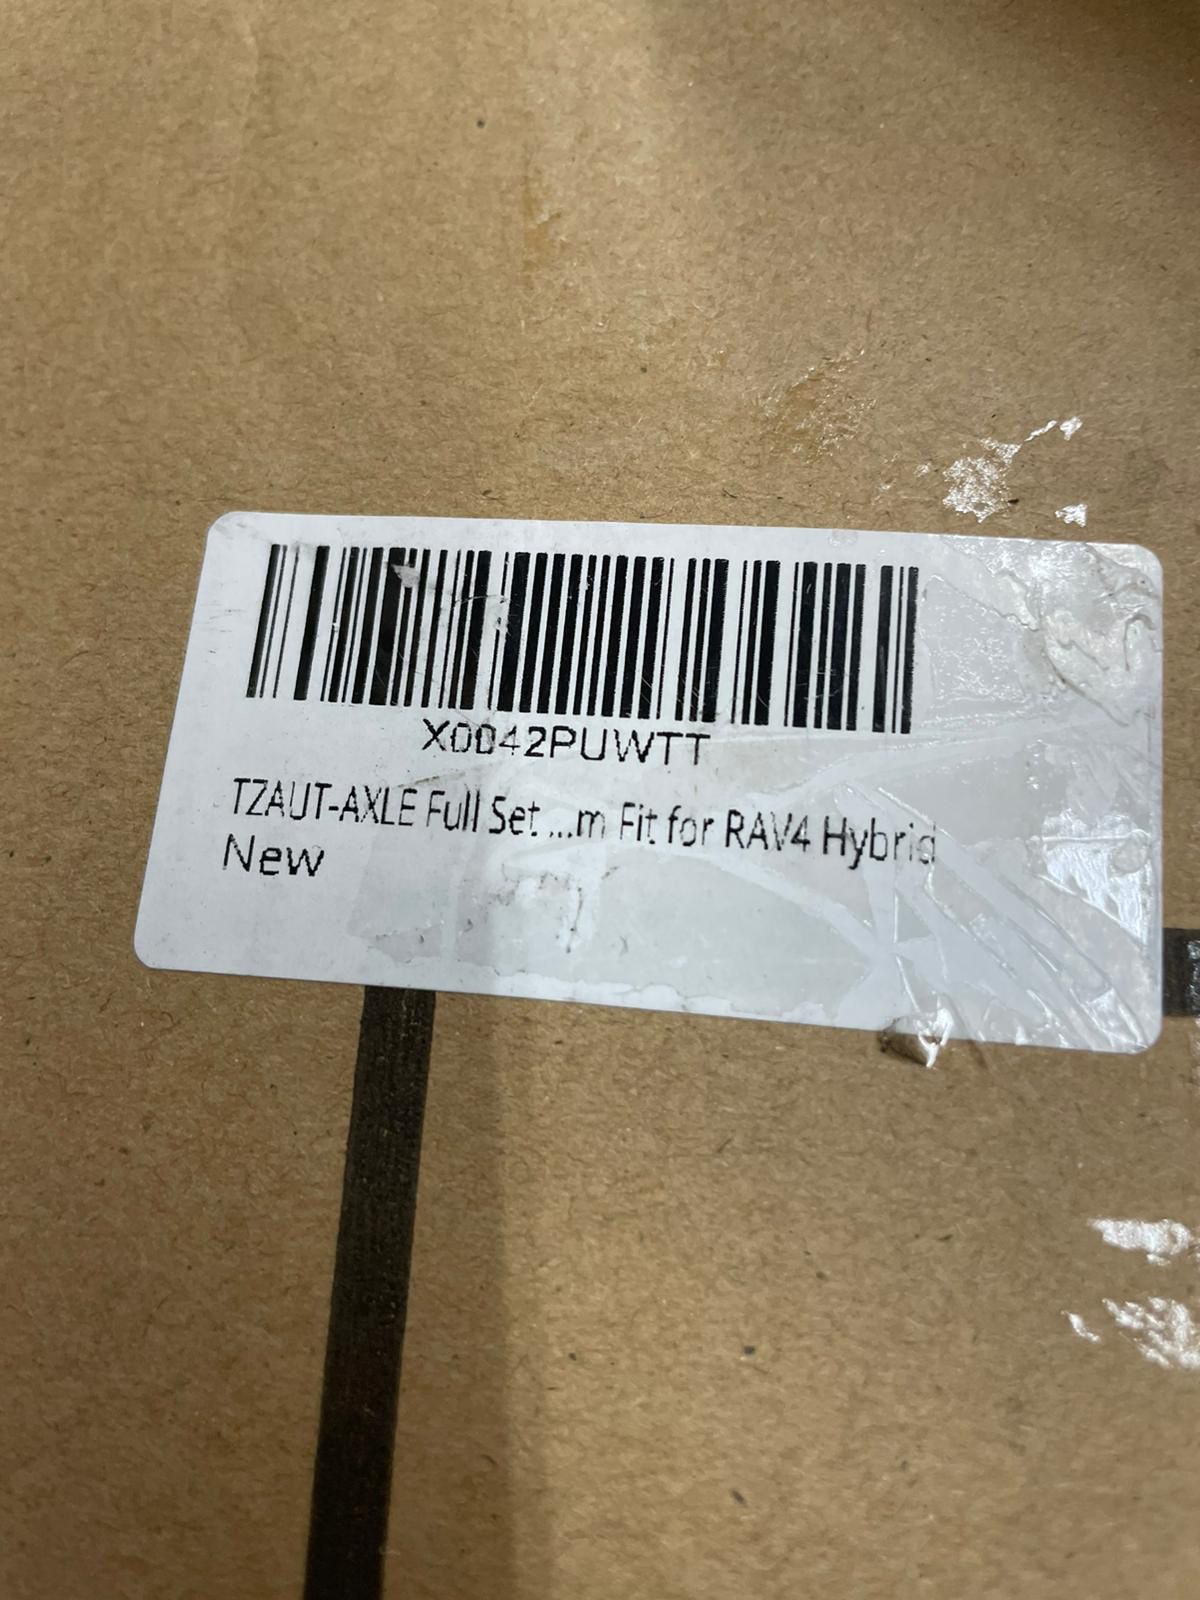 X0042PUWTT
TZAUT-AXLE Full Set ...m Fit for RAV4 Hybrid
New